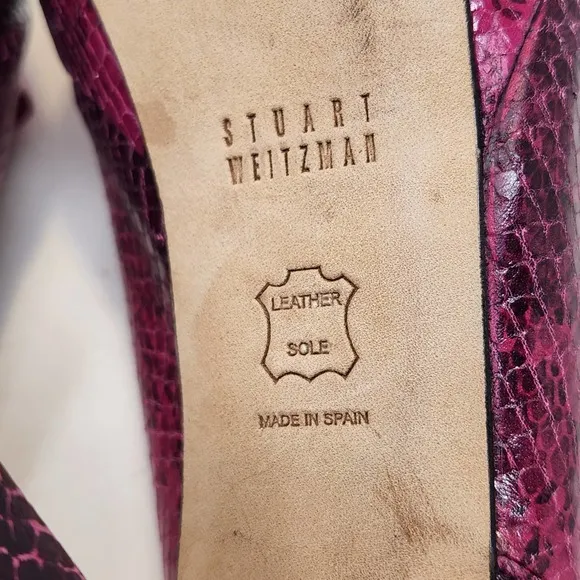 STUART
WEITZMAN
LEATHER
SOLE
MADE IN SPAIN